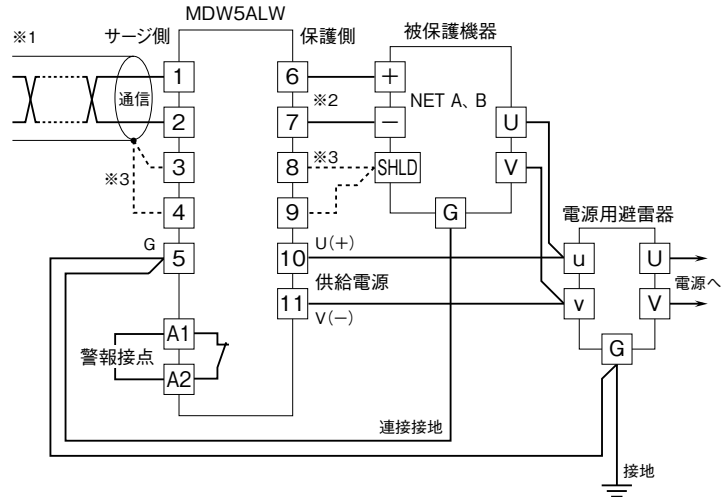 MDW5ALW
※1
サージ側
保護側
被保護機器
通信
1
2
3
4
※3
G
5
A1
A2
警報接点
6
7
※2
8
※3
9
10
U(+)
供給電源
11
V(−)
+
−
SHLD
NET A、B
U
V
G
電源用避雷器
u
v
U
V
電源へ
G
連接接地
接地